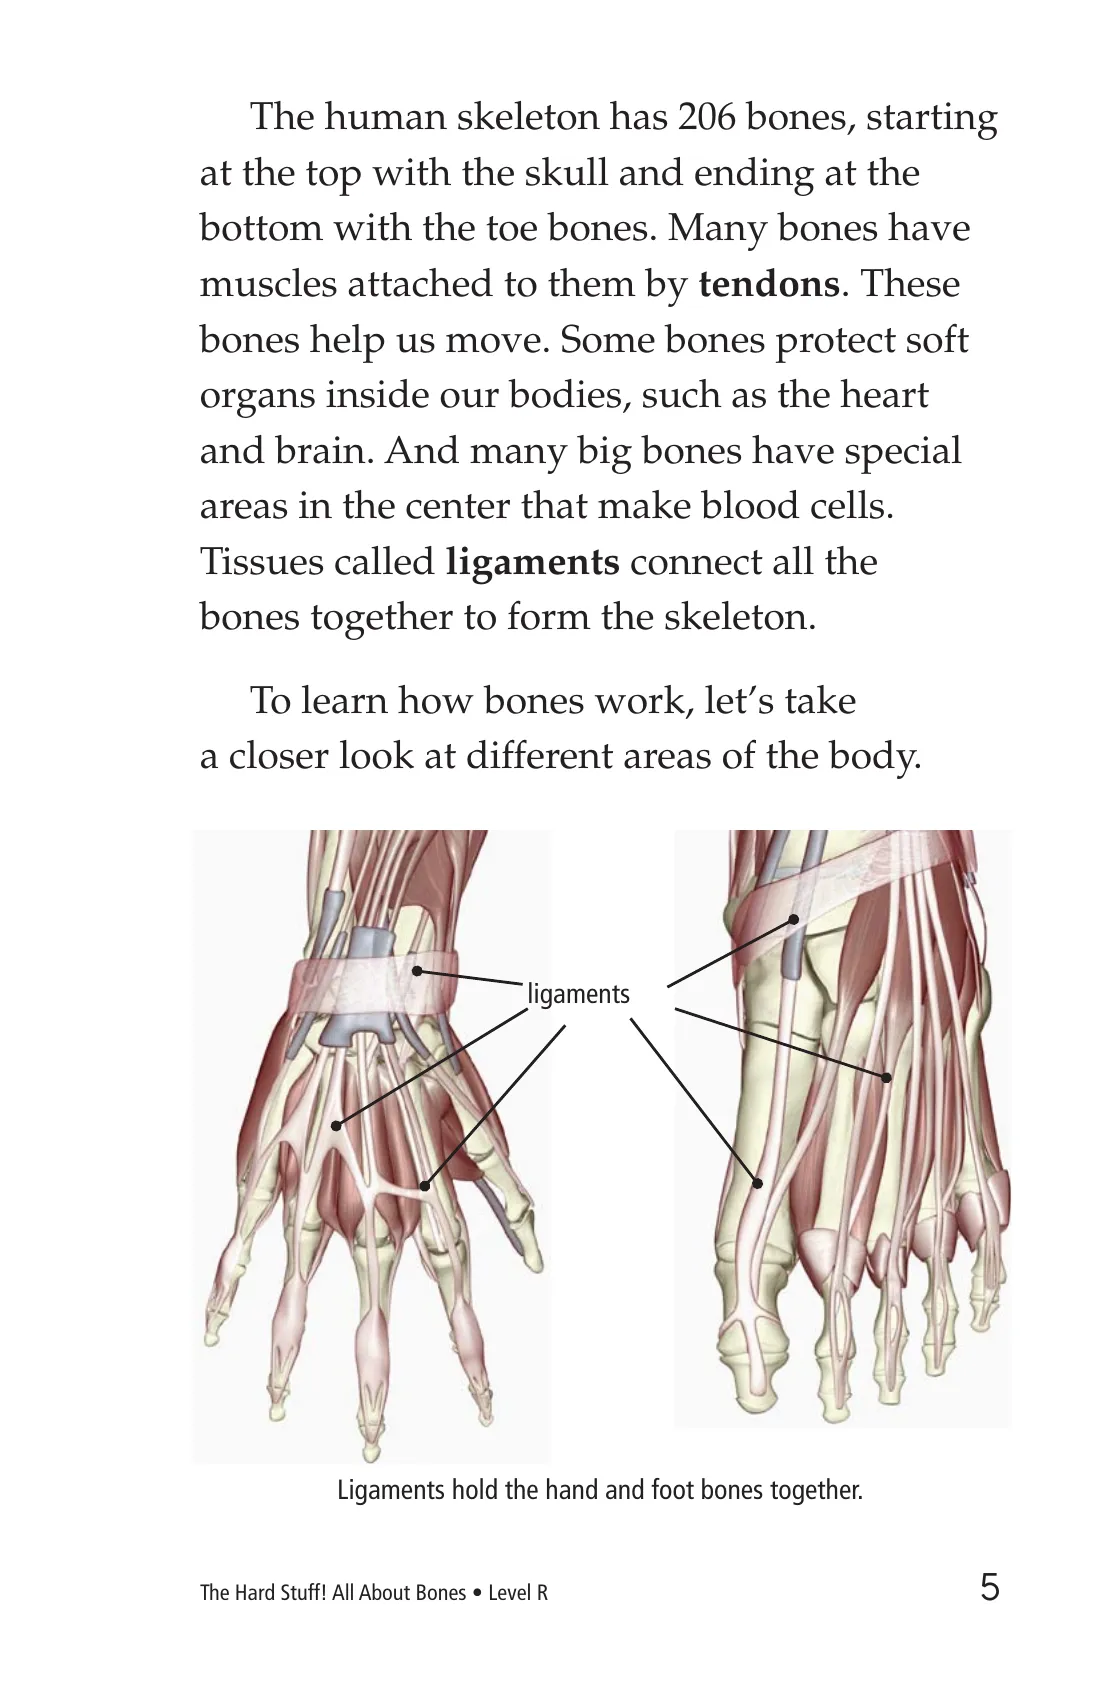 The human skeleton has 206 bones, starting
at the top with the skull and ending at the
bottom with the toe bones. Many bones have
muscles attached to them by tendons. These
bones help us move. Some bones protect soft
organs inside our bodies, such as the heart
and brain. And many big bones have special
areas in the center that make blood cells.
Tissues called ligaments connect all the
bones together to form the skeleton.
To learn how bones work, let’s take
a closer look at different areas of the body.
ligaments
Ligaments hold the hand and foot bones together.
The Hard Stuff! All About Bones • Level R
5